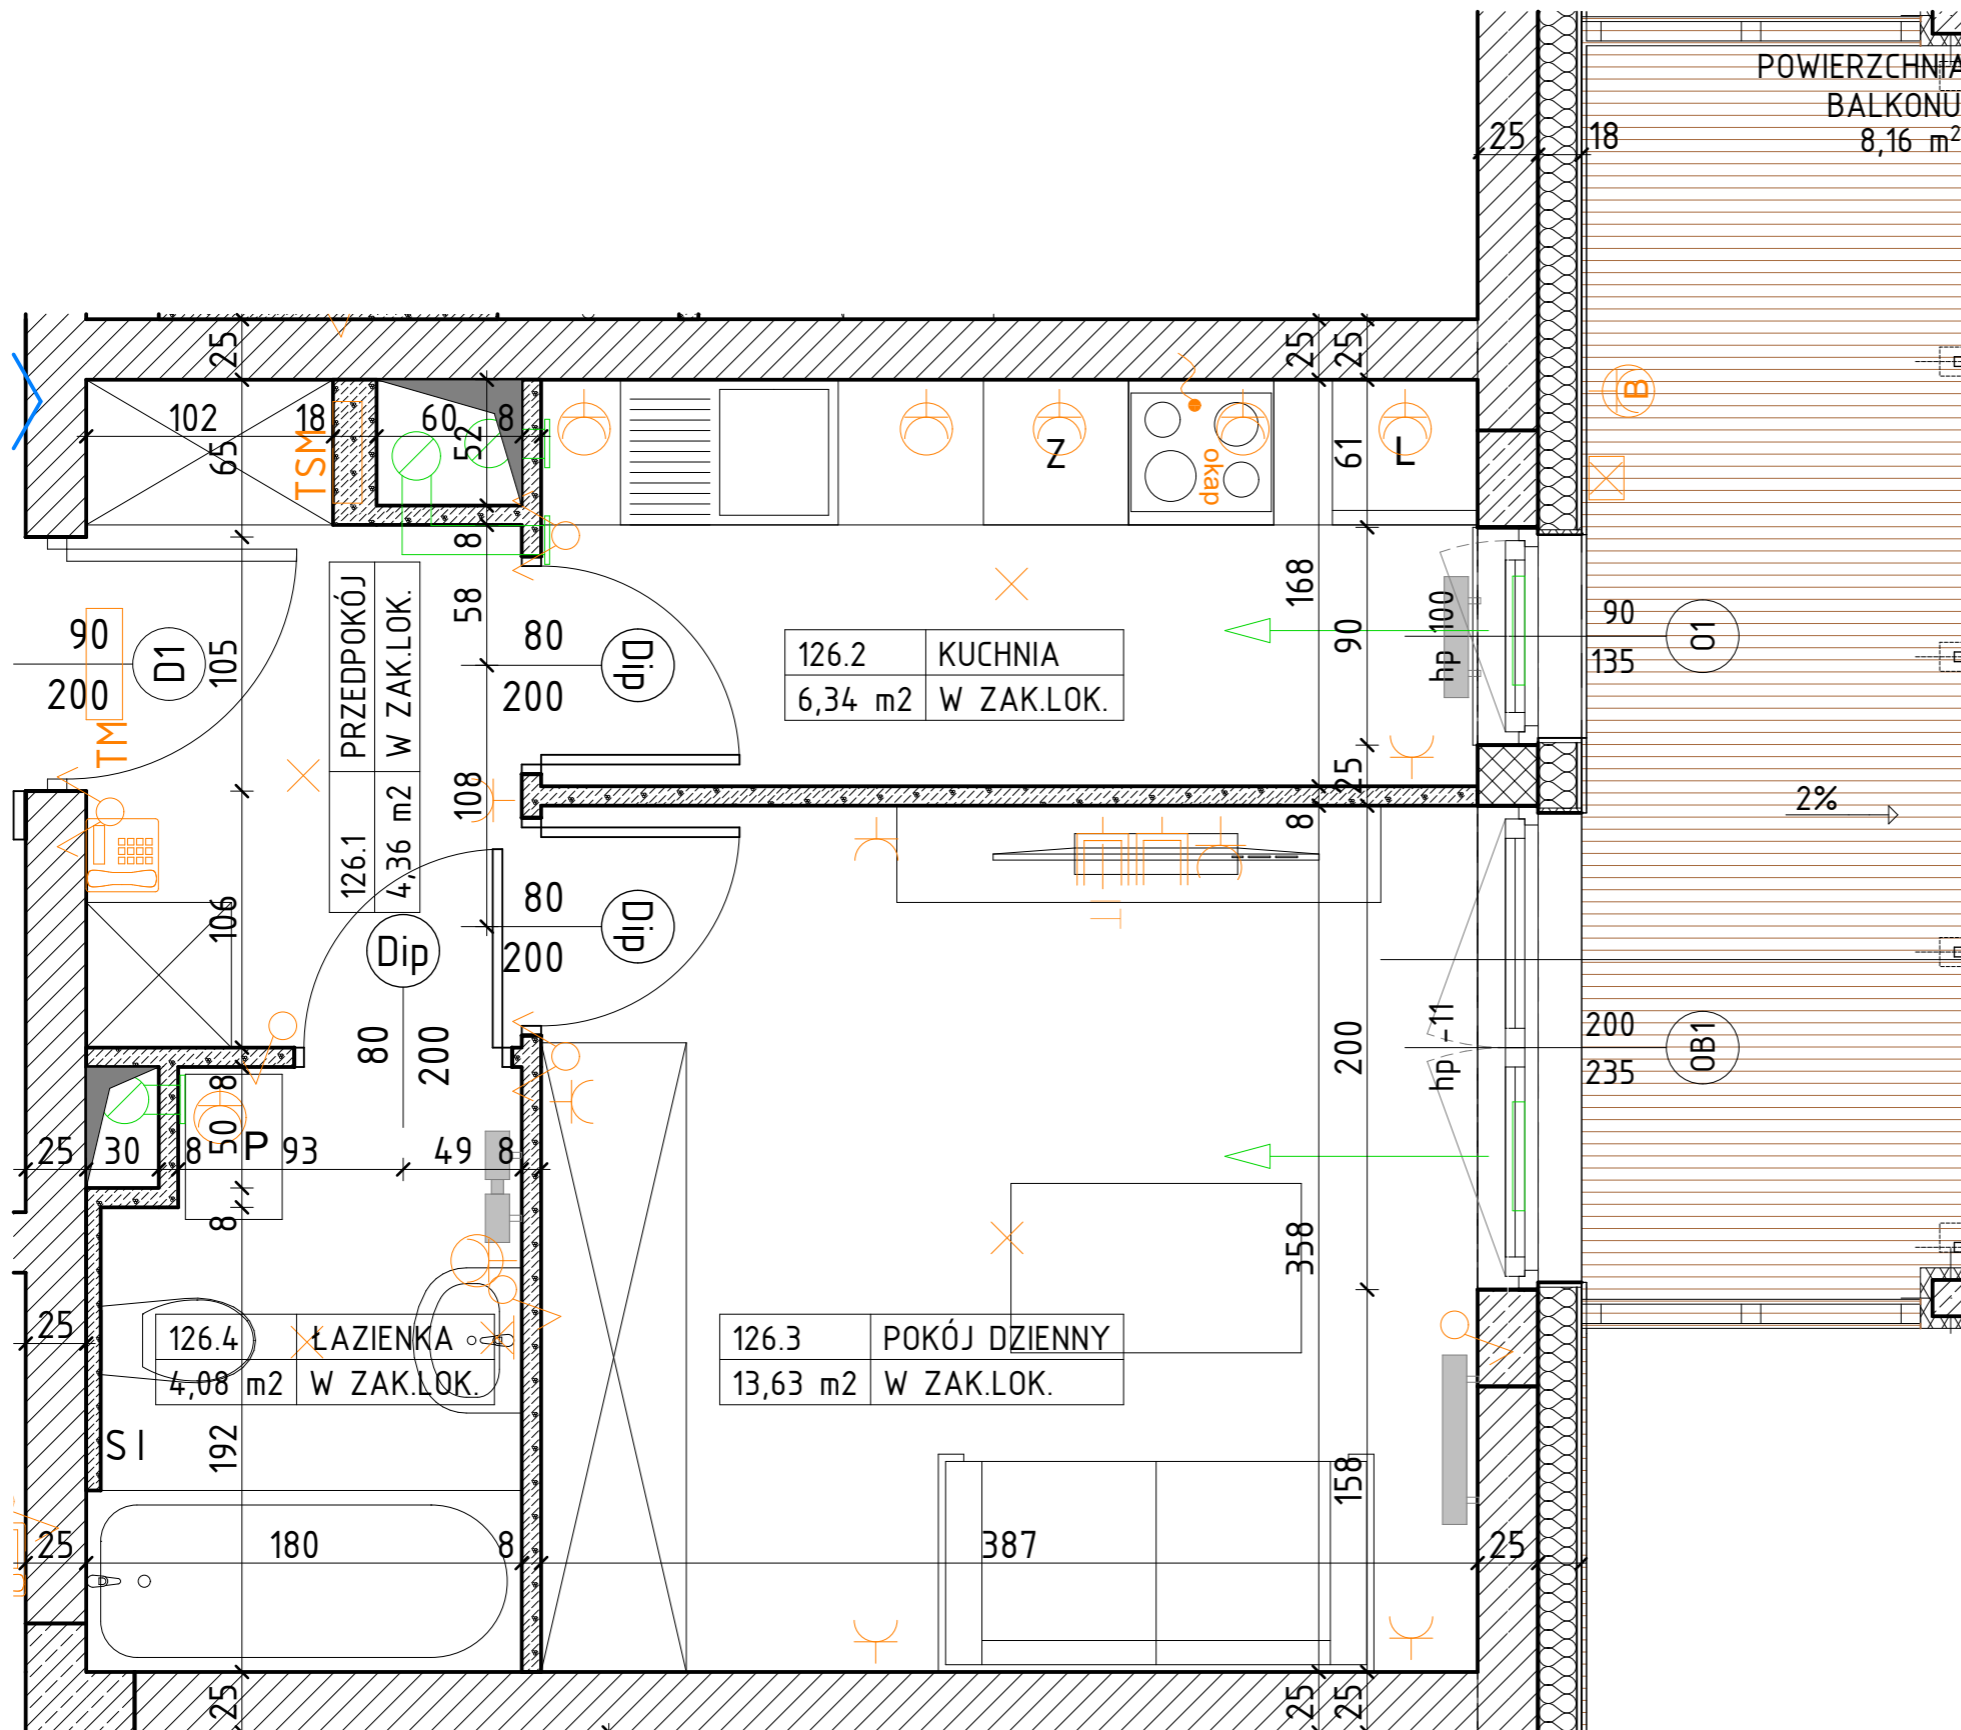 POWIERZCHNIA
BALKONU
8,16 m²
25
18
25
25
25
102
18
60
8
65
52
TSM
Z
okap
61
L
B
8
58
168
90
hp 100
90
135
O1
90
200
D1
105
TM
PRZEDPOKÓJ
W ZAK.LOK.
126.1
4,36 m2
80
200
Dip
126.2
KUCHNIA
6,34 m2
W ZAK.LOK.
108
25
8
2%
106
80
200
Dip
Dip
80
200
200
hp -11
200
235
OB1
8
50
P
25
30
8
93
49
8
8
358
25
126.4
ŁAZIENKA
4,08 m2
W ZAK.LOK.
126.3
POKÓJ DZIENNY
13,63 m2
W ZAK.LOK.
S I
192
158
25
180
8
387
25
25
25
25